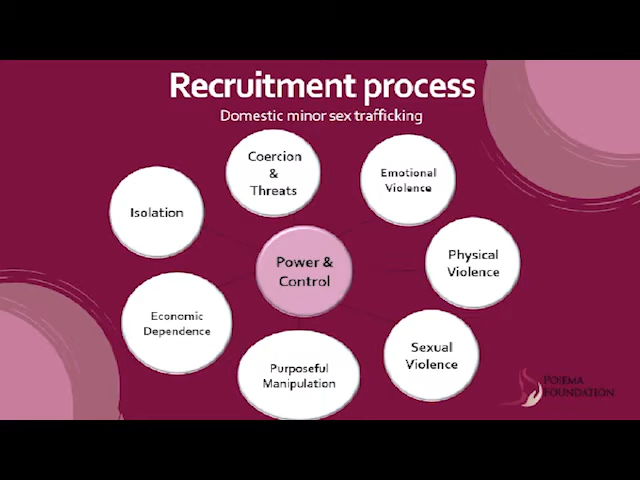 Recruitment process
Domestic minor sex trafficking
Coercion
&
Threats
Emotional
Violence
Isolation
Physical
Violence
Power &
Control
Economic
Dependence
Sexual
Violence
Purposeful
Manipulation
Poiema
Foundation